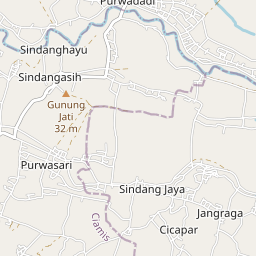 Purwadadi
Sindanghayu
Sindangasih
Gunung
Jati
32 m
Purwasari
Sindang Jaya
Jangraga
Ciamis
Cicapar